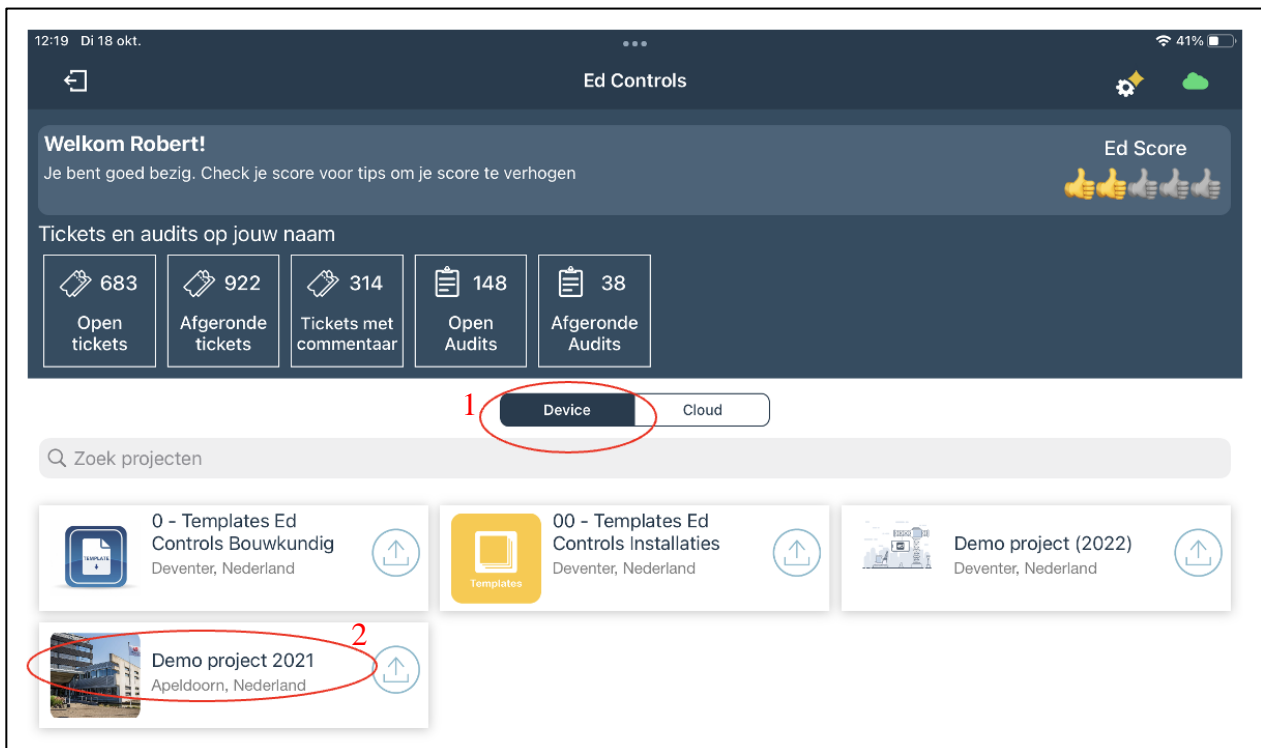 12:19 Di 18 okt.
41%
Ed Controls
Welkom Robert!
Je bent goed bezig. Check je score voor tips om je score te verhogen
Ed Score
Tickets en audits op jouw naam
683
Open
tickets
922
Afgeronde
tickets
314
Tickets met
commentaar
148
Open
Audits
38
Afgeronde
Audits
1
Device
Cloud
Zoek projecten
TEMPLATE
0 - Templates Ed
Controls Bouwkundig
Deventer, Nederland
Templates
00 - Templates Ed
Controls Installaties
Deventer, Nederland
Demo project (2022)
Deventer, Nederland
2
Demo project 2021
Apeldoorn, Nederland